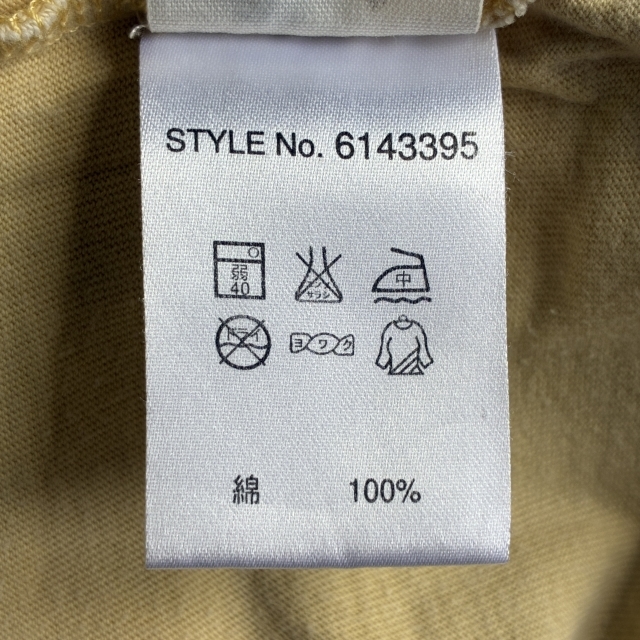 STYLE No. 6143395
弱 エンソ サラシ 中
40
ドライ ヨワク
綿 100%